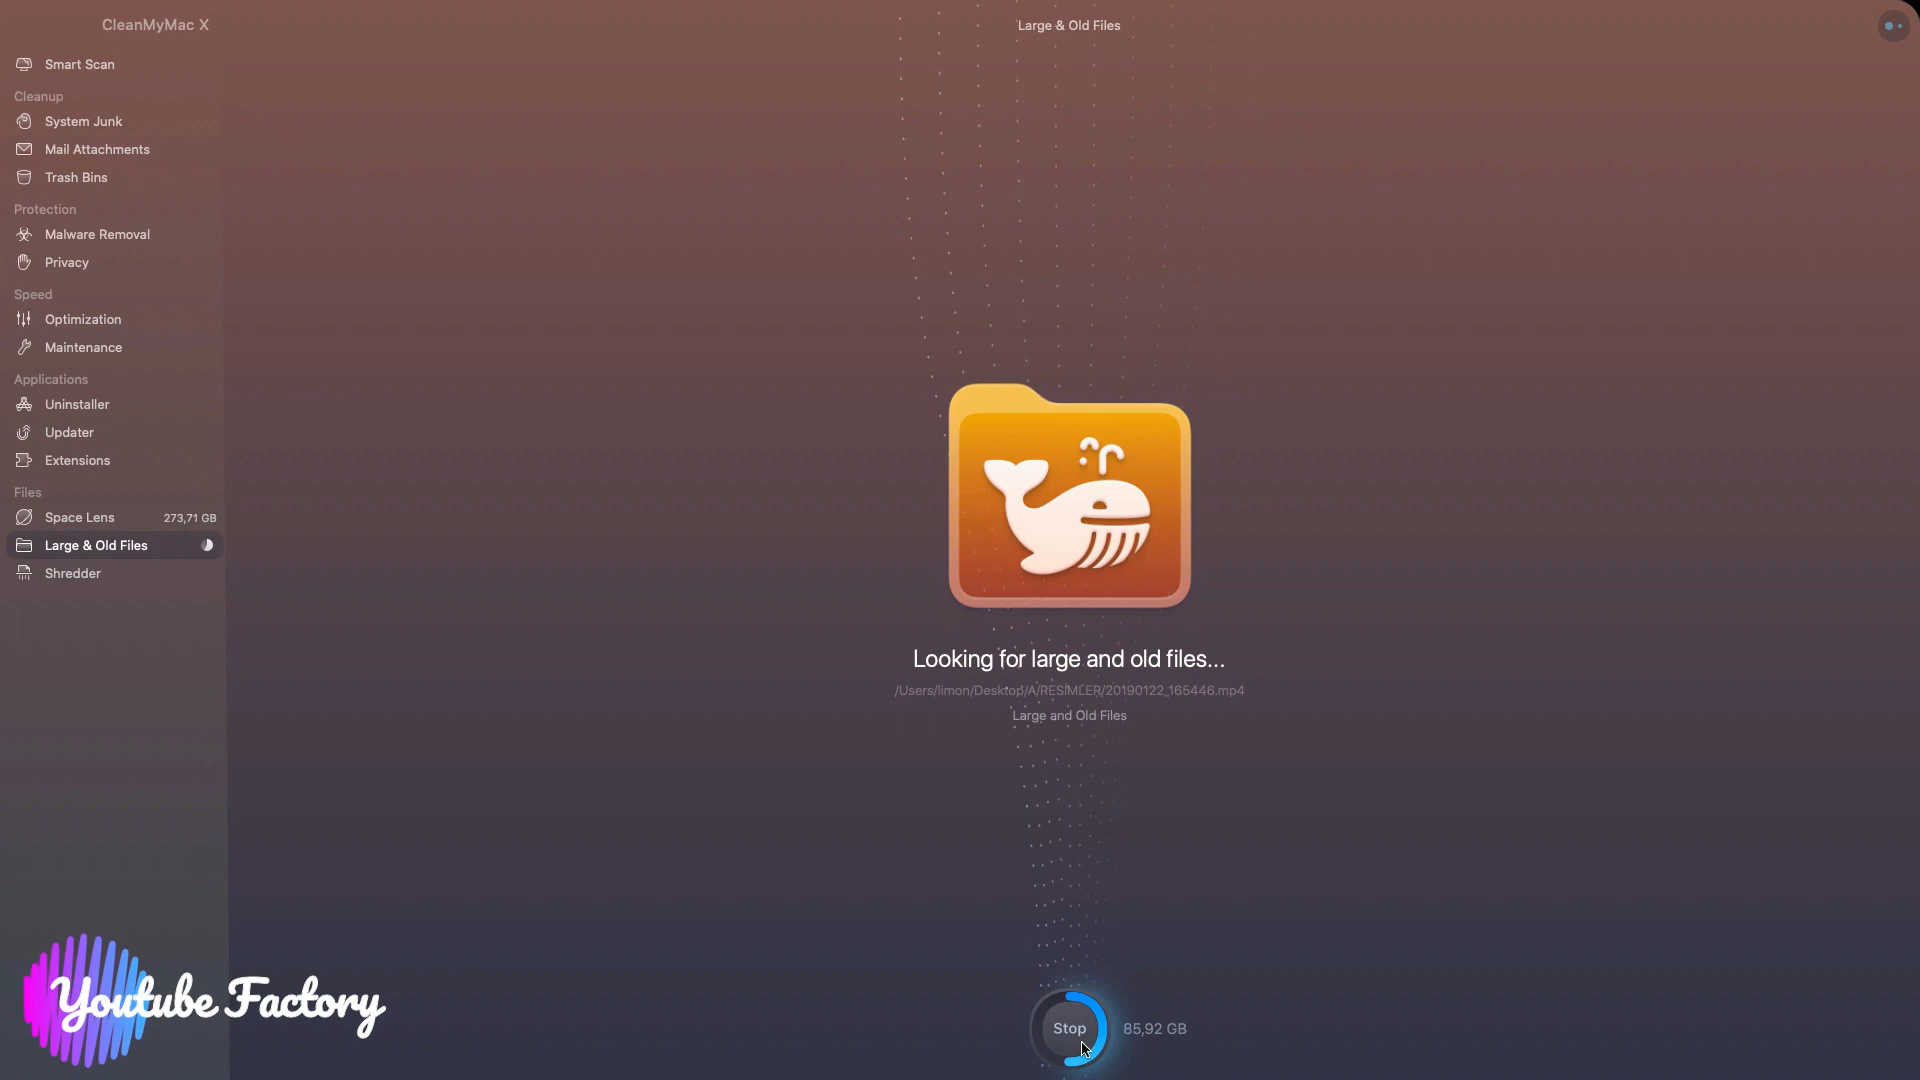 CleanMyMac X
Large & Old Files
Smart Scan
Cleanup
System Junk
Mail Attachments
Trash Bins
Protection
Malware Removal
Privacy
Speed
Optimization
Maintenance
Applications
Uninstaller
Updater
Extensions
Files
Space Lens 273,71 GB
Large & Old Files
Shredder
Looking for large and old files...
/Users/limon/Desktop/A/RESİMLER/20190122_165446.mp4
Large and Old Files
Stop 85,92 GB
Youtube Factory